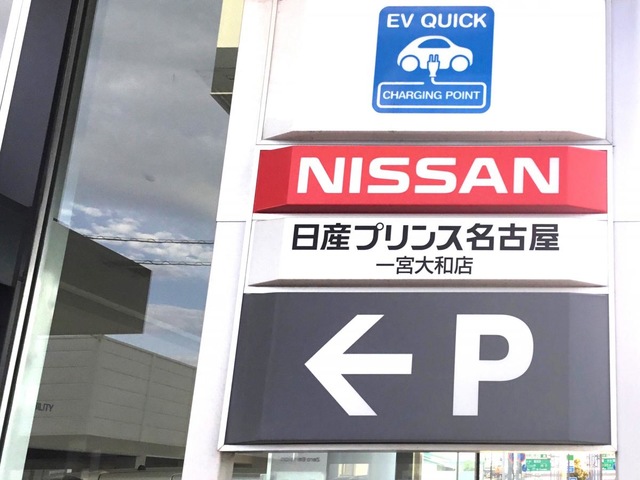 EV QUICK
CHARGING POINT
NISSAN
日産プリンス名古屋
一宮大和店
← P